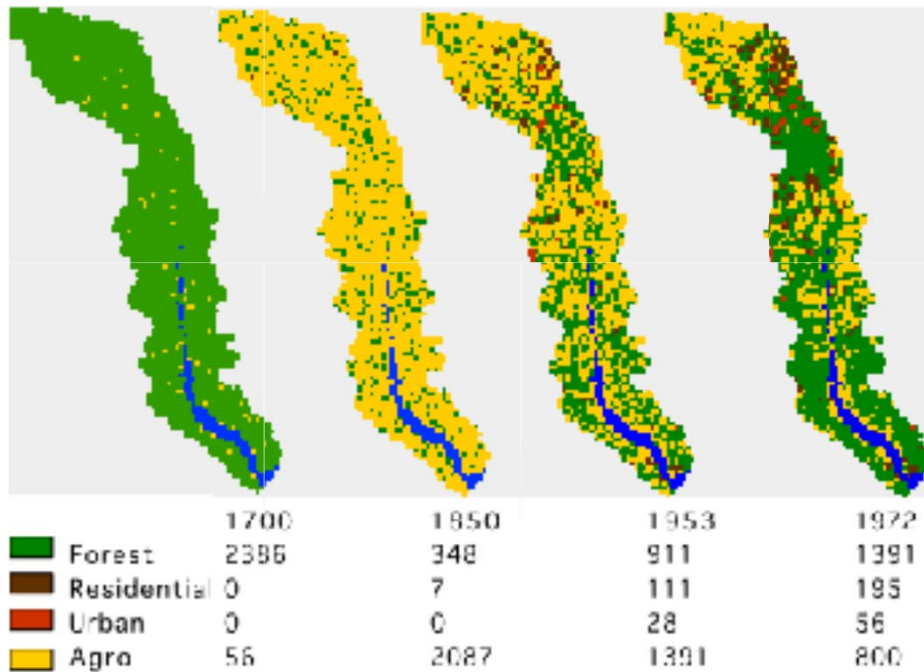 1700 1850 1953 1972
Forest 2386 348 911 1391
Residential 0 7 111 195
Urban 0 0 28 56
Agro 56 2087 1391 800